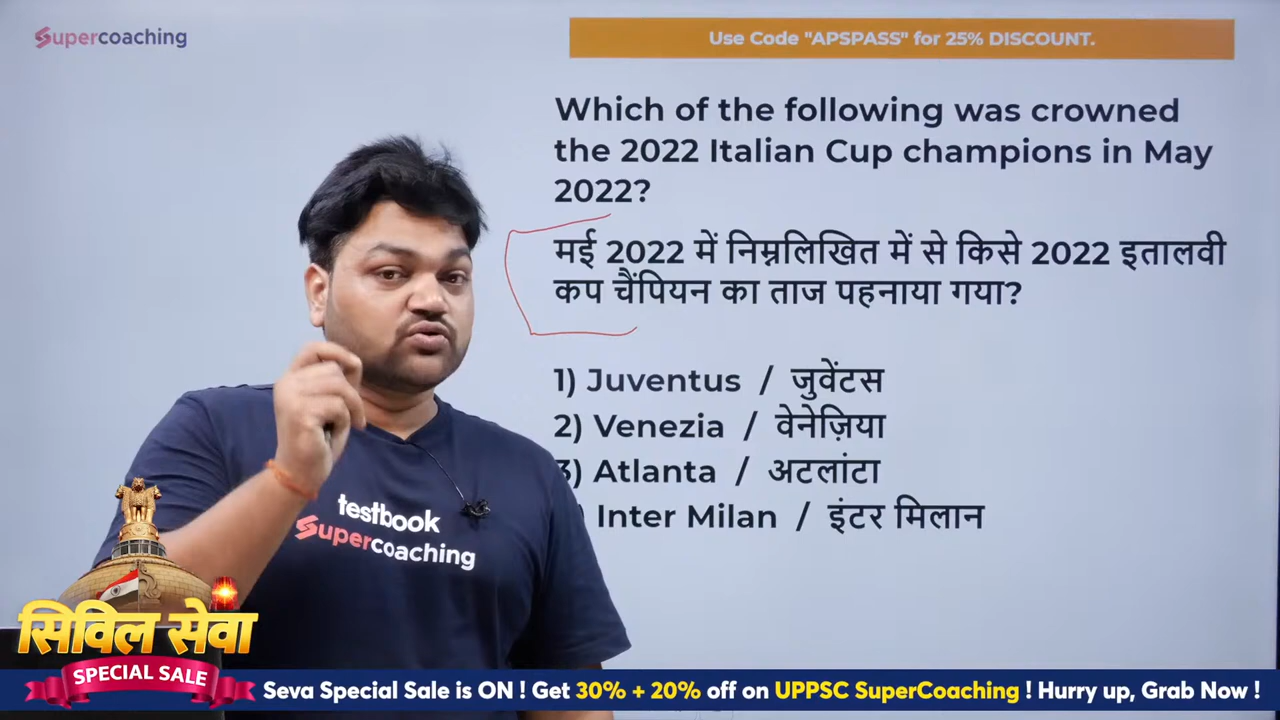 Supercoaching
Use Code "APSPASS" for 25% DISCOUNT.
Which of the following was crowned
the 2022 Italian Cup champions in May
2022?
मई 2022 में निम्नलिखित में से किसे 2022 इतालवी
कप चैंपियन का ताज पहनाया गया?
1) Juventus / जुवेंटस
2) Venezia / वेनेज़िया
3) Atlanta / अटलांटा
Inter Milan / इंटर मिलान
testbook
Supercoaching
सिविल सेवा
SPECIAL SALE
Seva Special Sale is ON ! Get 30% + 20% off on UPPSC SuperCoaching ! Hurry up, Grab Now !